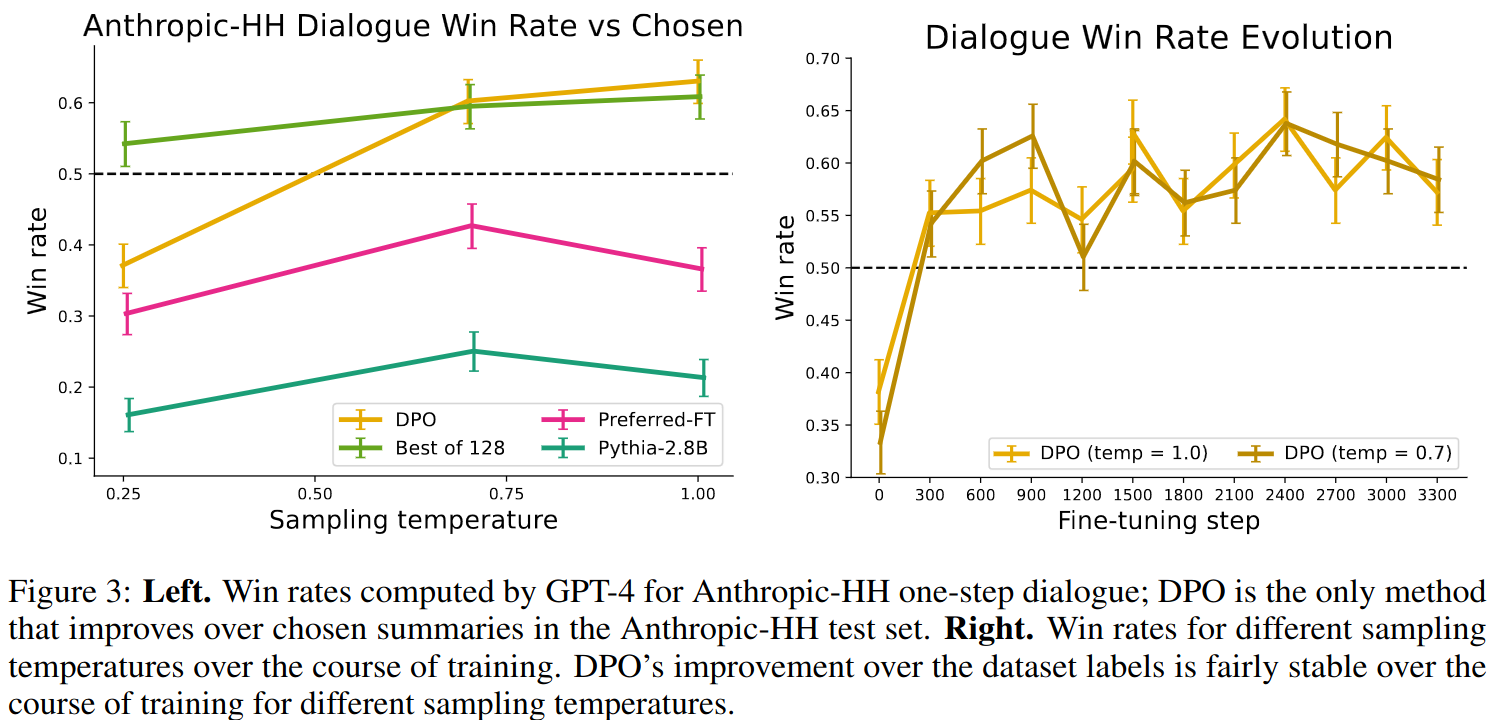 Anthropic-HH Dialogue Win Rate vs Chosen
Win rate
0.6
0.5
0.4
0.3
0.2
0.1
DPO
Best of 128
Preferred-FT
Pythia-2.8B
0.25
0.50
0.75
1.00
Sampling temperature
Dialogue Win Rate Evolution
Win rate
0.70
0.65
0.60
0.55
0.50
0.45
0.40
0.35
0.30
DPO (temp = 1.0)
DPO (temp = 0.7)
0
300
600
900
1200
1500
1800
2100
2400
2700
3000
3300
Fine-tuning step
Figure 3: Left. Win rates computed by GPT-4 for Anthropic-HH one-step dialogue; DPO is the only method
that improves over chosen summaries in the Anthropic-HH test set. Right. Win rates for different sampling
temperatures over the course of training. DPO's improvement over the dataset labels is fairly stable over the
course of training for different sampling temperatures.